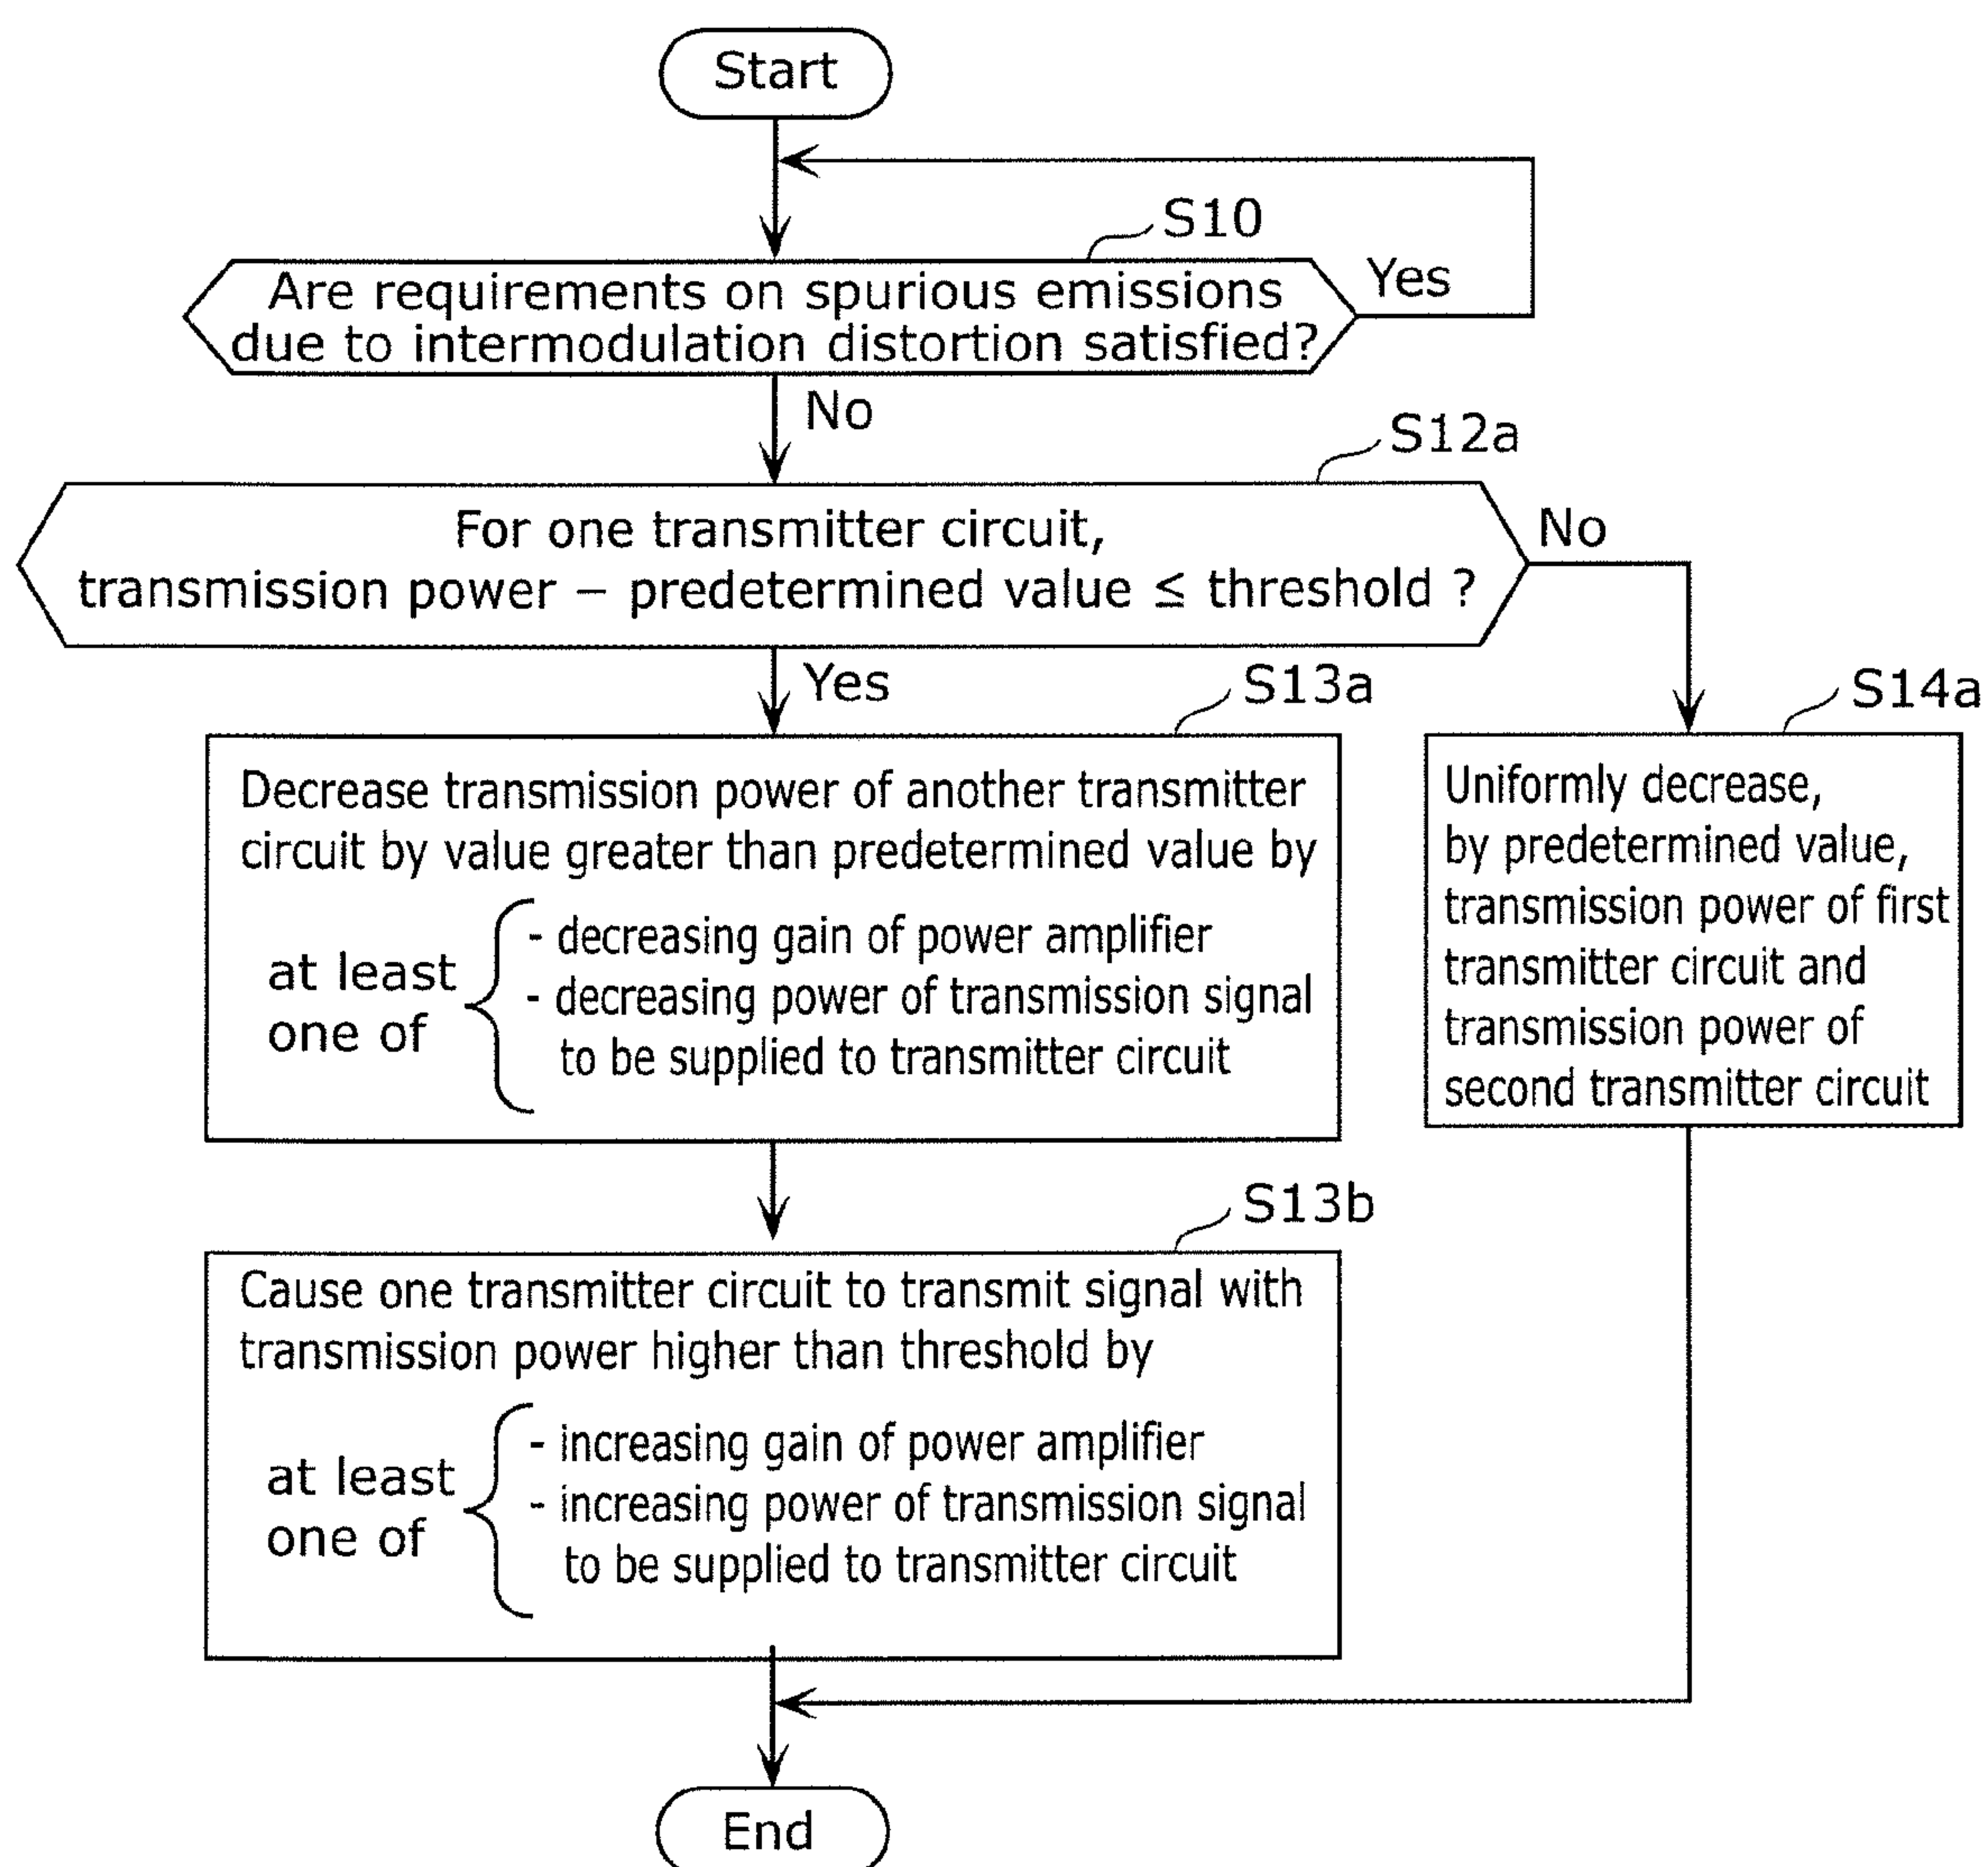 Start
S10
Are requirements on spurious emissions
due to intermodulation distortion satisfied?
Yes
No
S12a
For one transmitter circuit,
transmission power – predetermined value ≤ threshold ?
No
Yes
S13a
Decrease transmission power of another transmitter
circuit by value greater than predetermined value by
at least
one of
- decreasing gain of power amplifier
- decreasing power of transmission signal
to be supplied to transmitter circuit
S14a
Uniformly decrease,
by predetermined value,
transmission power of first
transmitter circuit and
transmission power of
second transmitter circuit
S13b
Cause one transmitter circuit to transmit signal with
transmission power higher than threshold by
at least
one of
- increasing gain of power amplifier
- increasing power of transmission signal
to be supplied to transmitter circuit
End